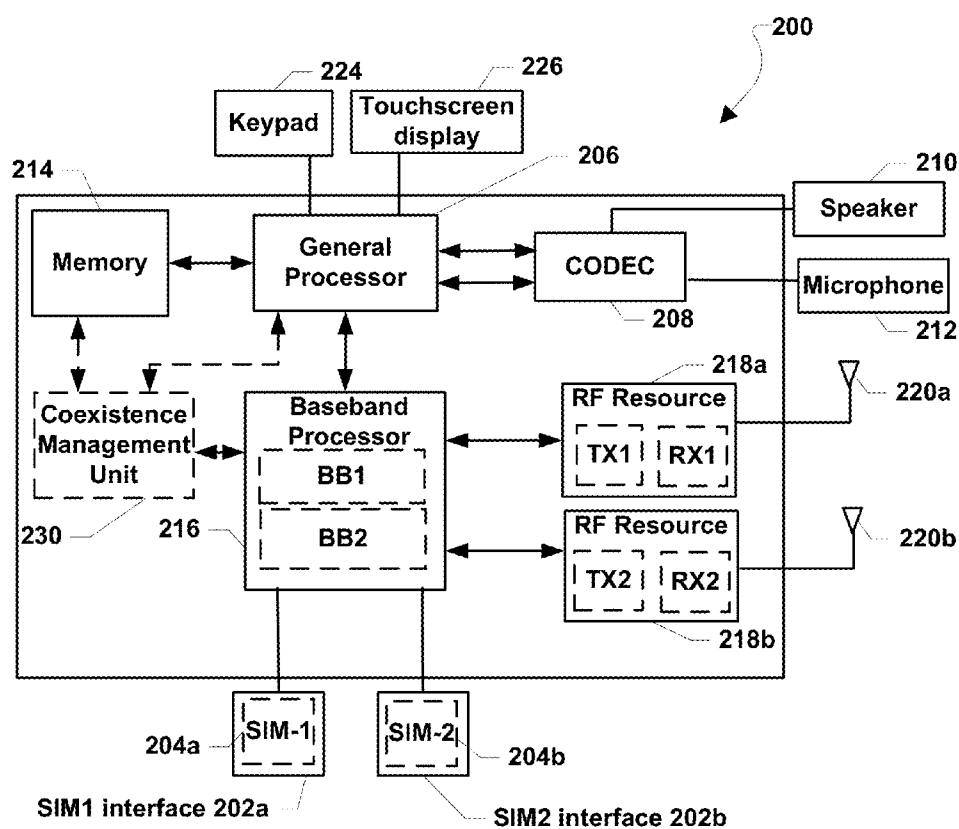 200
224
226
Keypad
Touchscreen
display
214
206
210
Memory
General
Processor
CODEC
Speaker
208
Microphone
212
218a
220a
Coexistence
Management
Unit
Baseband
Processor
BB1
BB2
RF Resource
TX1
RX1
230
216
RF Resource
220b
TX2
RX2
218b
204a
SIM-1
SIM-2
204b
SIM1 interface 202a
SIM2 interface 202b